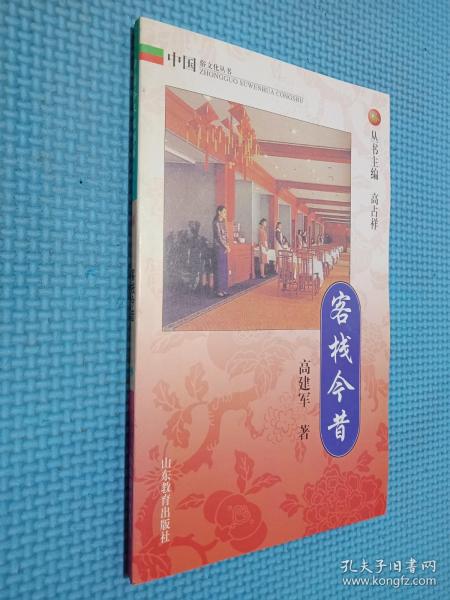 中国俗文化丛书
ZHONGGUO SUWENHUA CONGSHU
丛书主编 高占祥
客栈今昔
高建军 著
山东教育出版社
孔夫子旧书网
www.kongfz.com